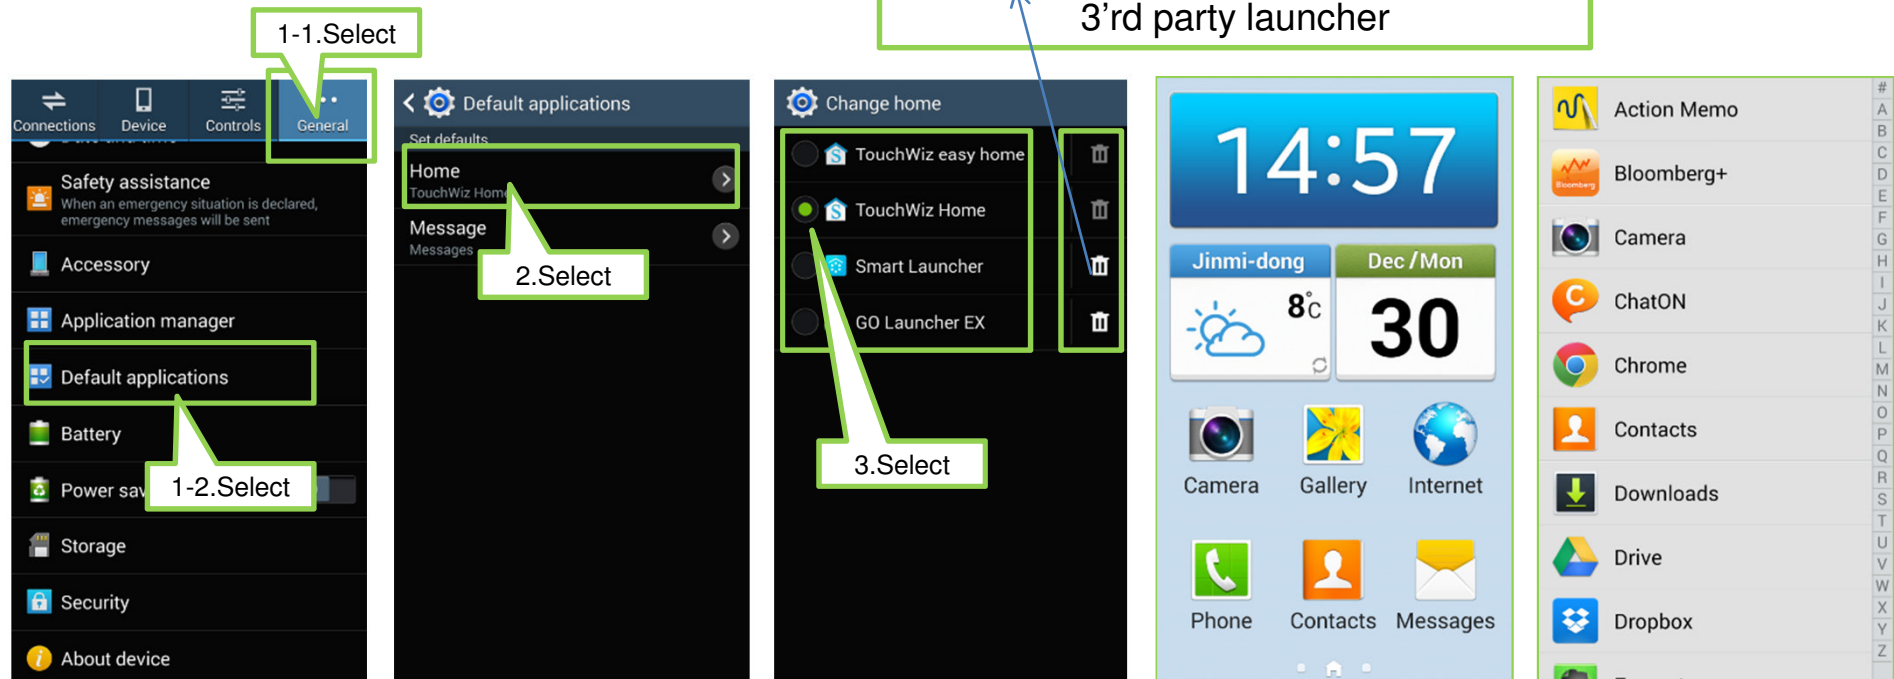 1-1.Select
3’rd party launcher
Connections
Device
Controls
General
Safety assistance
When an emergency situation is declared,
emergency messages will be sent
Accessory
Application manager
Default applications
Battery
1-2.Select
Power sav
Storage
Security
About device
Default applications
Set defaults
Home
TouchWiz Home
Message
Messages
2.Select
Change home
TouchWiz easy home
TouchWiz Home
Smart Launcher
GO Launcher EX
3.Select
14:57
Jinmi-dong
8°C
Dec / Mon
30
Camera
Gallery
Internet
Phone
Contacts
Messages
Action Memo
Bloomberg+
Bloomberg
Camera
ChatON
Chrome
Contacts
Downloads
Drive
Dropbox
#
A
B
C
D
E
F
G
H
I
J
K
L
M
N
O
P
Q
R
S
T
U
V
W
X
Y
Z